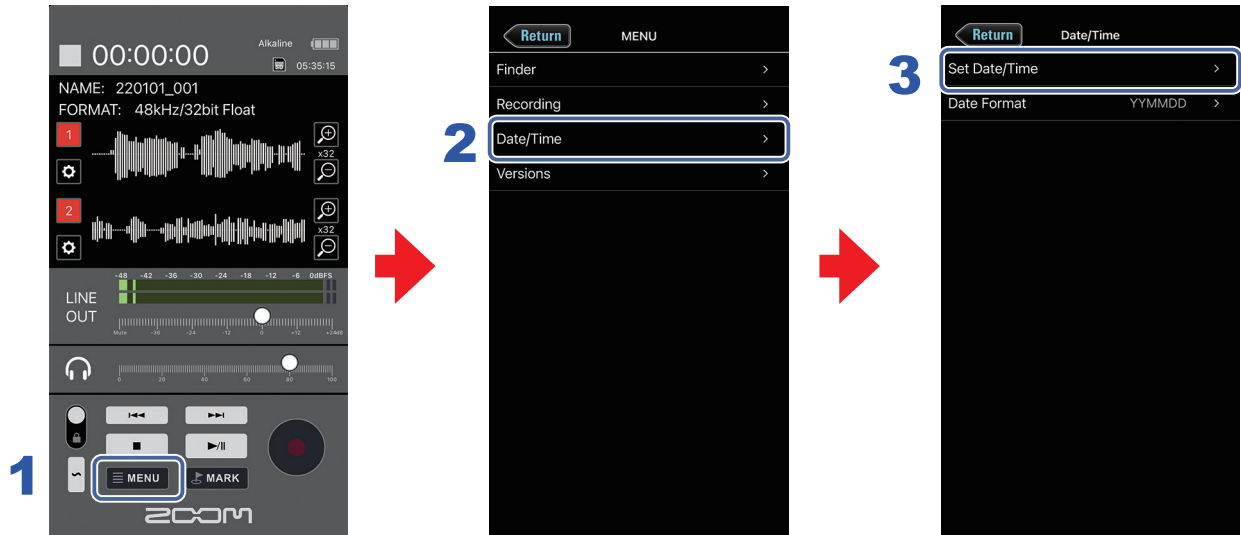 1
00:00:00
Alkaline
SD
05:35:15
NAME: 220101_001
FORMAT: 48kHz/32bit Float
1
x32
2
x32
-48 -42 -36 -30 -24 -18 -12 -6 0dBFS
LINE
OUT
Mute -36 -24 -12 0 +12 +24dB
0 20 40 60 80 100
MENU
MARK
ZOOM
2
Return
MENU
Finder
Recording
Date/Time
Versions
3
Return
Date/Time
Set Date/Time
Date Format YYMMDD